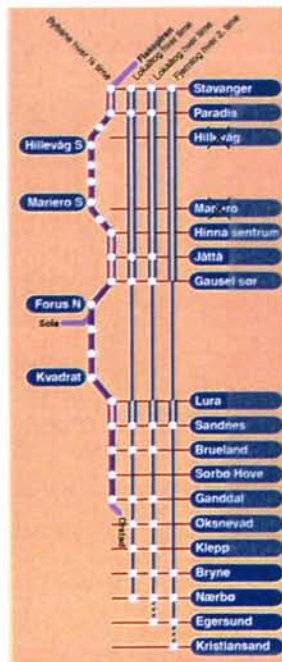 Bybane hver ¼ time
Lokaltog hver time
Lokaltog hver time
Fjerntog hver 2. time
Stavanger
Paradis
Hillevåg
Hillevåg S
Mariero S
Mariero
Hinna sentrum
Jåttå
Gausel sør
Forus N
Sola
Kvadrat
Lura
Sandnes
Brueland
Sorbø Hove
Ganddal
Orstad
Øksnevad
Klepp
Bryne
Nærbø
Egersund
Kristiansand